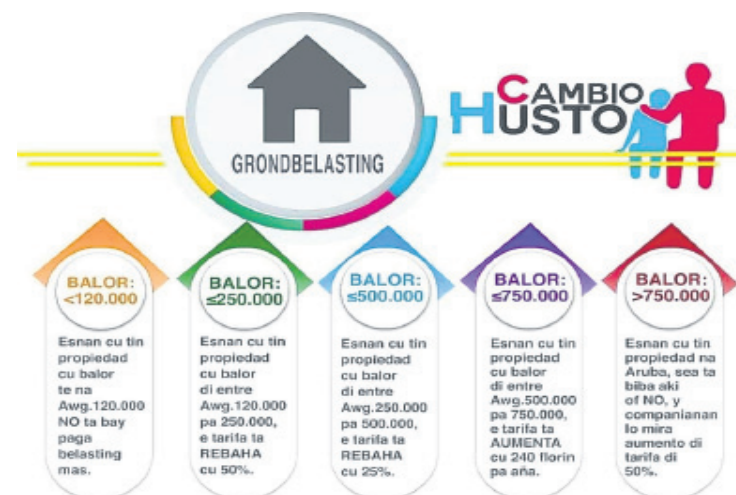 CAMBIO
HUSTO
GRONDBELASTING
BALOR:
<120.000
Esnan cu tin
propiedad
cu balor
te na
Awg.120.000
NO ta bay
paga
belasting
mas.
BALOR:
≤250.000
Esnan cu tin
propiedad
cu balor
di entre
Awg.120.000
pa 250.000,
e tarifa ta
REBAHA
cu 50%.
BALOR:
≤500.000
Esnan cu tin
propiedad
cu balor
di entre
Awg.250.000
pa 500.000,
e tarifa ta
REBAHA
cu 25%.
BALOR:
≤750.000
Esnan cu tin
propiedad
cu balor
di entre
Awg.500.000
pa 750.000,
e tarifa ta
AUMENTA
cu 240 florin
pa aña.
BALOR:
>750.000
Esnan cu tin
propiedad na
Aruba, sea ta
biba aki
of NO, y
companianan
lo mira
aumento di
tarifa di
50%.